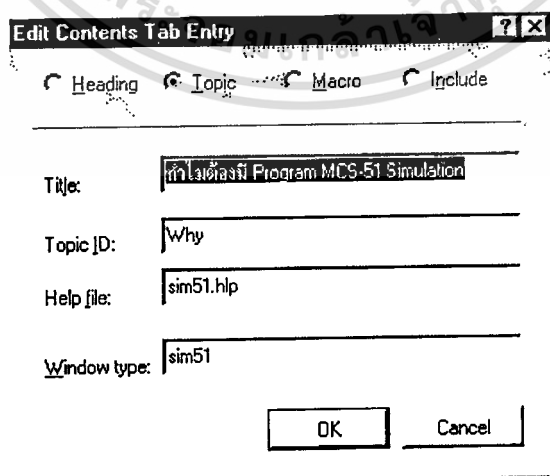 Edit Contents Tab Entry
Heading Topic Macro Include
Title: ทำไมต้องมี Program MCS-51 Simulation
Topic ID: Why
Help file: sim51.hlp
Window type: sim51
OK Cancel